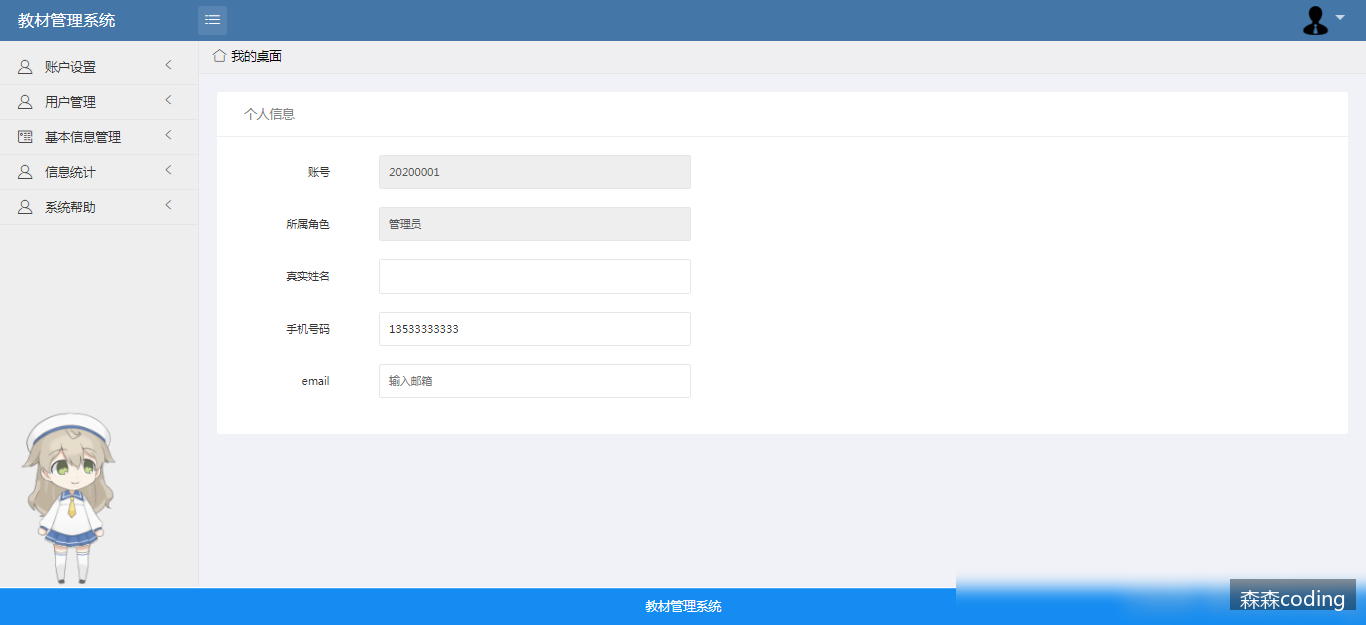 教材管理系统
账户设置
用户管理
基本信息管理
信息统计
系统帮助
我的桌面
个人信息
账号 20200001
所属角色 管理员
真实姓名
手机号码 13533333333
email 输入邮箱
教材管理系统
森森coding